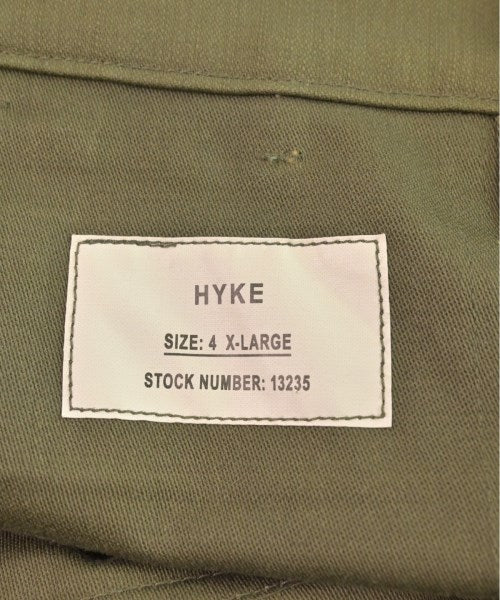 HYKE
SIZE: 4 X-LARGE
STOCK NUMBER: 13235